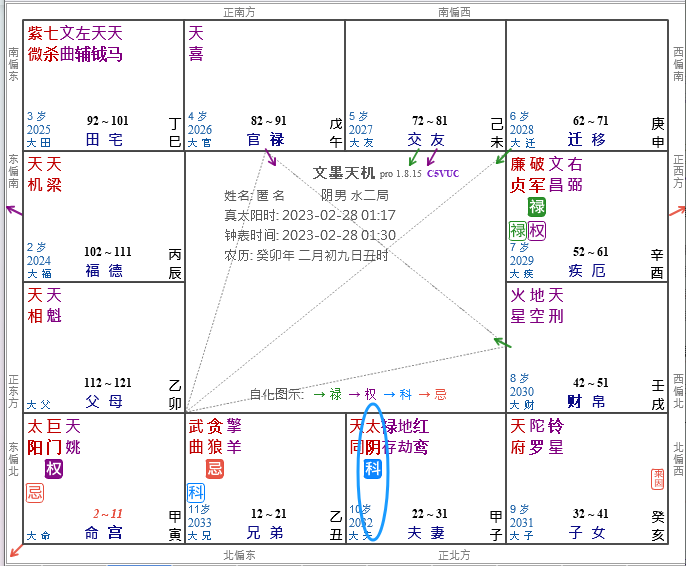 正南方 南偏西
南偏东
紫七文左天天
微杀曲辅钺马
3 岁
2025
大 田
92～101
田 宅
丁
巳
天
喜
4 岁
2026
大 官
82～91
官 禄
戊
午
5 岁
2027
大 友
72～81
交 友
己
未
6 岁
2028
大 迁
62～71
迁 移
庚
申
西偏南
东偏南
天 天
机 梁
2 岁
2024
大 福
102～111
福 德
丙
辰
文墨天机 pro 1.8.15 C5VUC
姓名: 匿 名 阴男 水二局
真太阳时: 2023-02-28 01:17
钟表时间: 2023-02-28 01:30
农历: 癸卯年 二月初九日丑时
廉 破 文 右
贞 军 昌 弼
禄
禄 权
7 岁
2029
大 疾
52～61
疾 厄
辛
酉
正西方
正东方
天 天
相 魁
大 父
112～121
父 母
乙
卯
自化图示: →禄 →权 →科 →忌
火 地 天
星 空 刑
8 岁
2030
大 财
42～51
财 帛
壬
戌
西偏北
东偏北
太 巨 天
阳 门 姚
权
忌
大 命
2～11
命 宫
甲
寅
武 贪 擎
曲 狼 羊
忌
科
11岁
2033
大 兄
12～21
兄 弟
乙
丑
天太禄地红
同阴存劫鸾
科
10岁
2032
大 夫
22～31
夫 妻
甲
子
天 陀 铃
府 罗 星
来因
9 岁
2031
大 子
32～41
子 女
癸
亥
北偏西
北偏东 正北方